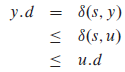 y.d = δ(s, y)
≤ δ(s, u)
≤ u.d